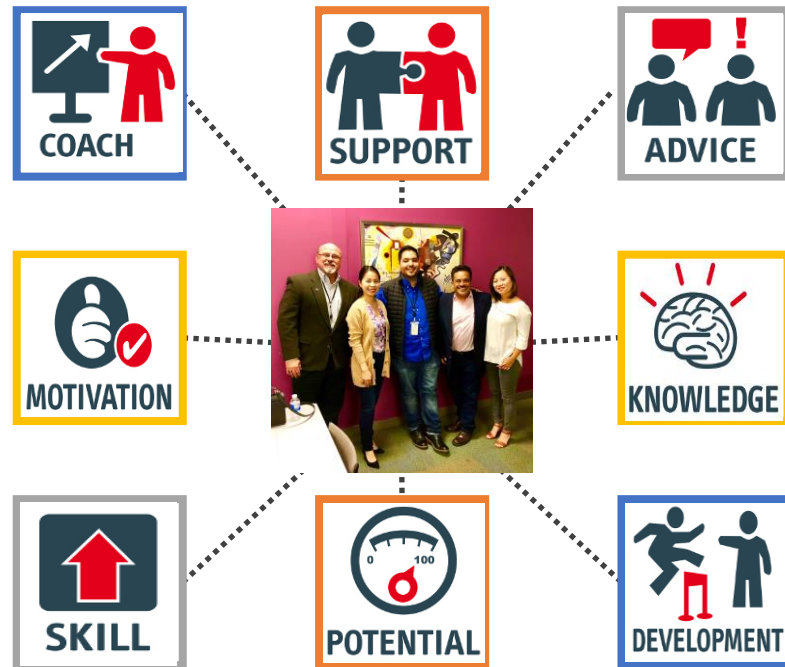 COACH
SUPPORT
ADVICE
MOTIVATION
KNOWLEDGE
0 100
SKILL
POTENTIAL
DEVELOPMENT